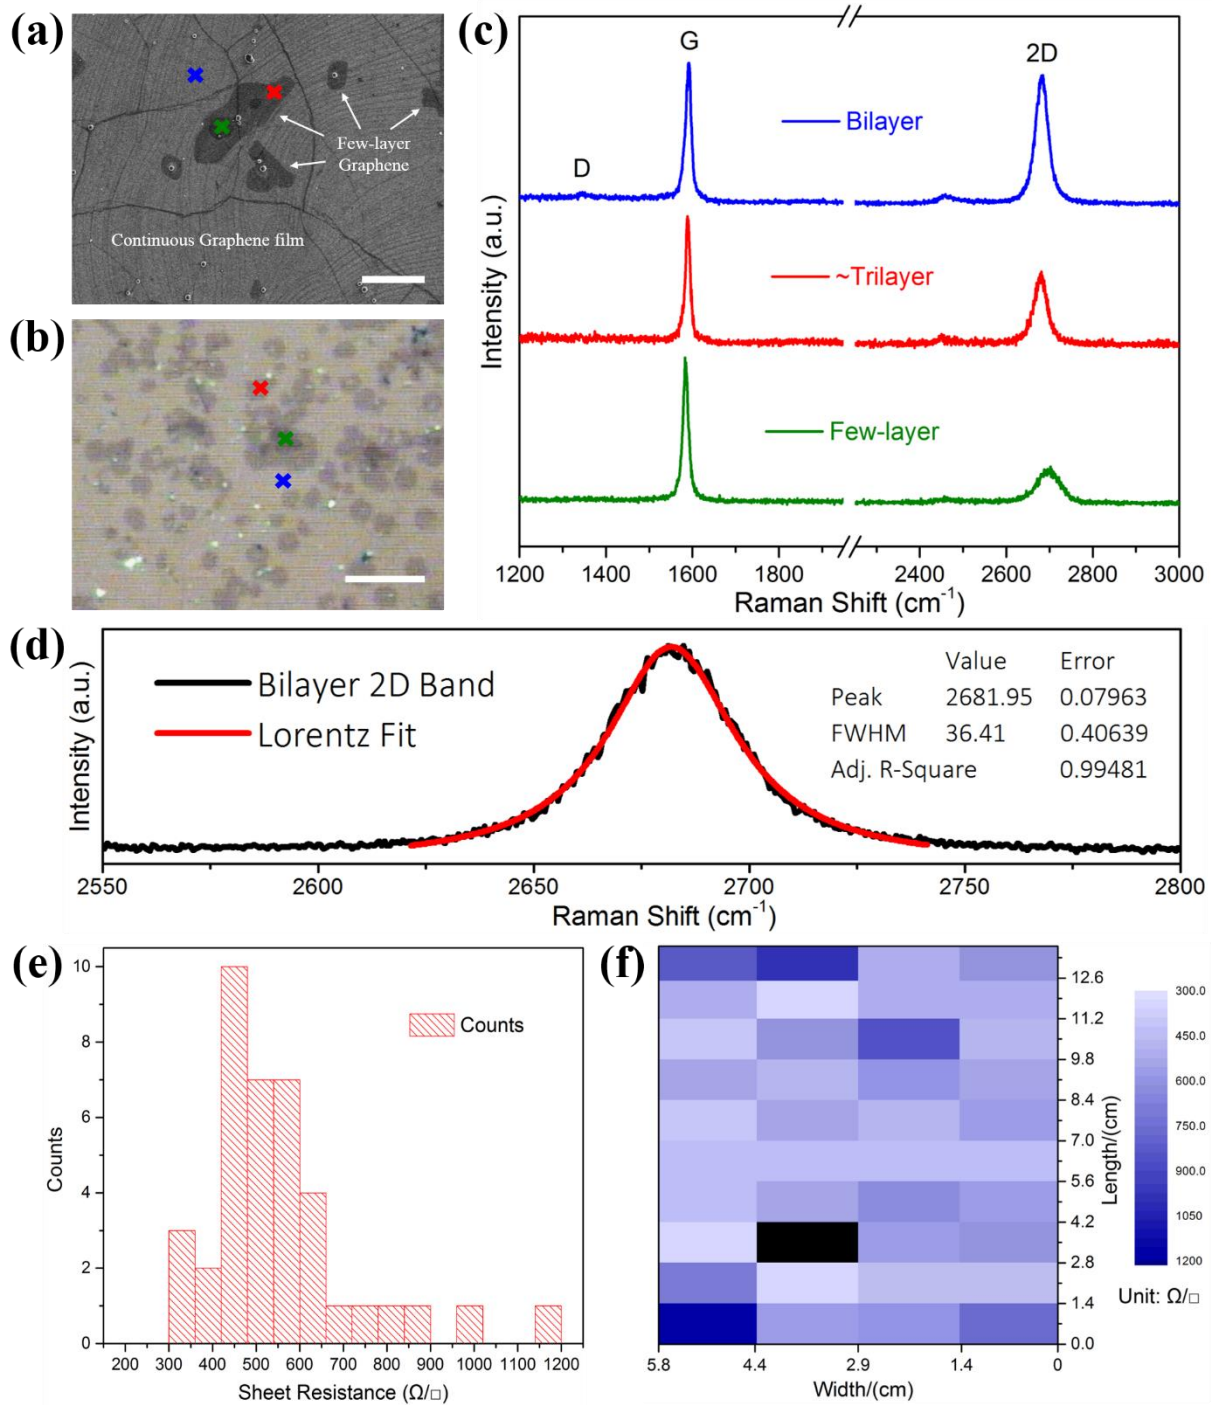 (a)
Few-layer
Graphene
Continuous Graphene film
(b)
(c)
G
2D
D
Bilayer
~Trilayer
Few-layer
Intensity (a.u.)
1200 1400 1600 1800 2400 2600 2800 3000
Raman Shift (cm⁻¹)
(d)
Bilayer 2D Band
Lorentz Fit
Value Error
Peak 2681.95 0.07963
FWHM 36.41 0.40639
Adj. R-Square 0.99481
Intensity (a.u.)
2550 2600 2650 2700 2750 2800
Raman Shift (cm⁻¹)
(e)
Counts
10
8
6
4
2
0
Counts
200 300 400 500 600 700 800 900 1000 1100 1200
Sheet Resistance (Ω/□)
(f)
12.6
11.2
9.8
8.4
7.0
5.6
4.2
2.8
1.4
0.0
Length/(cm)
5.8 4.4 2.9 1.4 0
Width/(cm)
300.0
450.0
600.0
750.0
900.0
1050
1200
Unit: Ω/□